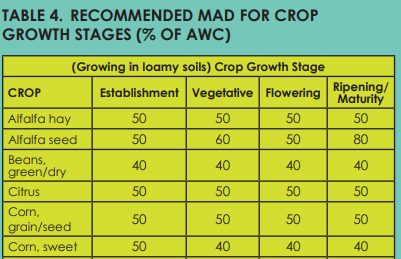 TABLE 4. RECOMMENDED MAD FOR CROP
GROWTH STAGES (% OF AWC)
(Growing in loamy soils) Crop Growth Stage
CROP Establishment Vegetative Flowering Ripening/
Maturity
Alfalfa hay 50 50 50 50
Alfalfa seed 50 60 50 80
Beans,
green/dry 40 40 40 40
Citrus 50 50 50 50
Corn,
grain/seed 50 50 50 50
Corn, sweet 50 40 40 40